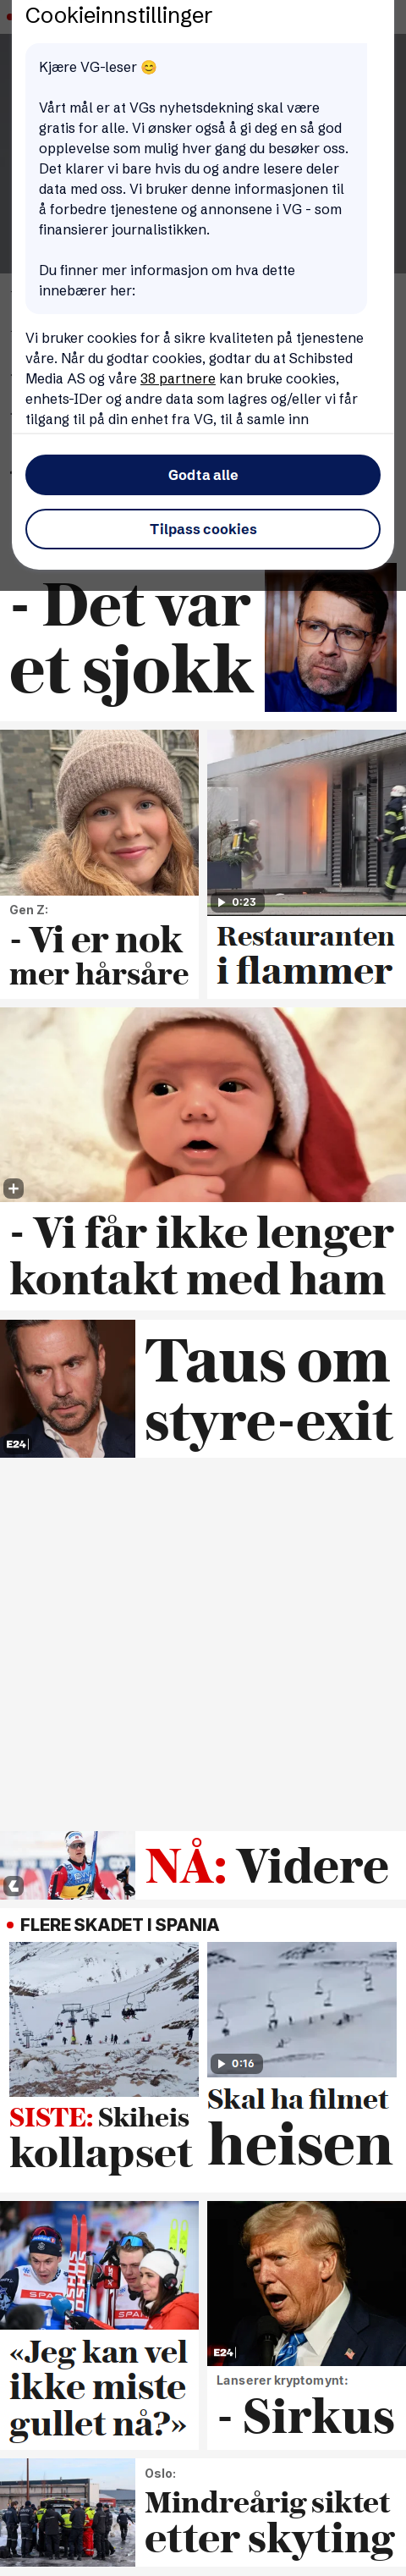 Cookieinnstillinger
Kjære VG-leser 😊
Vårt mål er at VGs nyhetsdekning skal være
gratis for alle. Vi ønsker også å gi deg en så god
opplevelse som mulig hver gang du besøker oss.
Det klarer vi bare hvis du og andre lesere deler
data med oss. Vi bruker denne informasjonen til
å forbedre tjenestene og annonsene i VG - som
finansierer journalistikken.
Du finner mer informasjon om hva dette
innebærer her:
Vi bruker cookies for å sikre kvaliteten på tjenestene
våre. Når du godtar cookies, godtar du at Schibsted
Media AS og våre 38 partnere kan bruke cookies,
enhets-IDer og andre data som lagres og/eller vi får
tilgang til på din enhet fra VG, til å samle inn
Godta alle
Tilpass cookies
- Det var
et sjokk
Gen Z:
- Vi er nok
mer hårsåre
0:23
Restauranten
i flammer
- Vi får ikke lenger
kontakt med ham
E24
Taus om
styre-exit
NÅ: Videre
FLERE SKADET I SPANIA
SISTE: Skiheis
kollapset
0:16
Skal ha filmet
heisen
«Jeg kan vel
ikke miste
gullet nå?»
E24
Lanserer kryptomynt:
- Sirkus
Oslo:
Mindreårig siktet
etter skyting